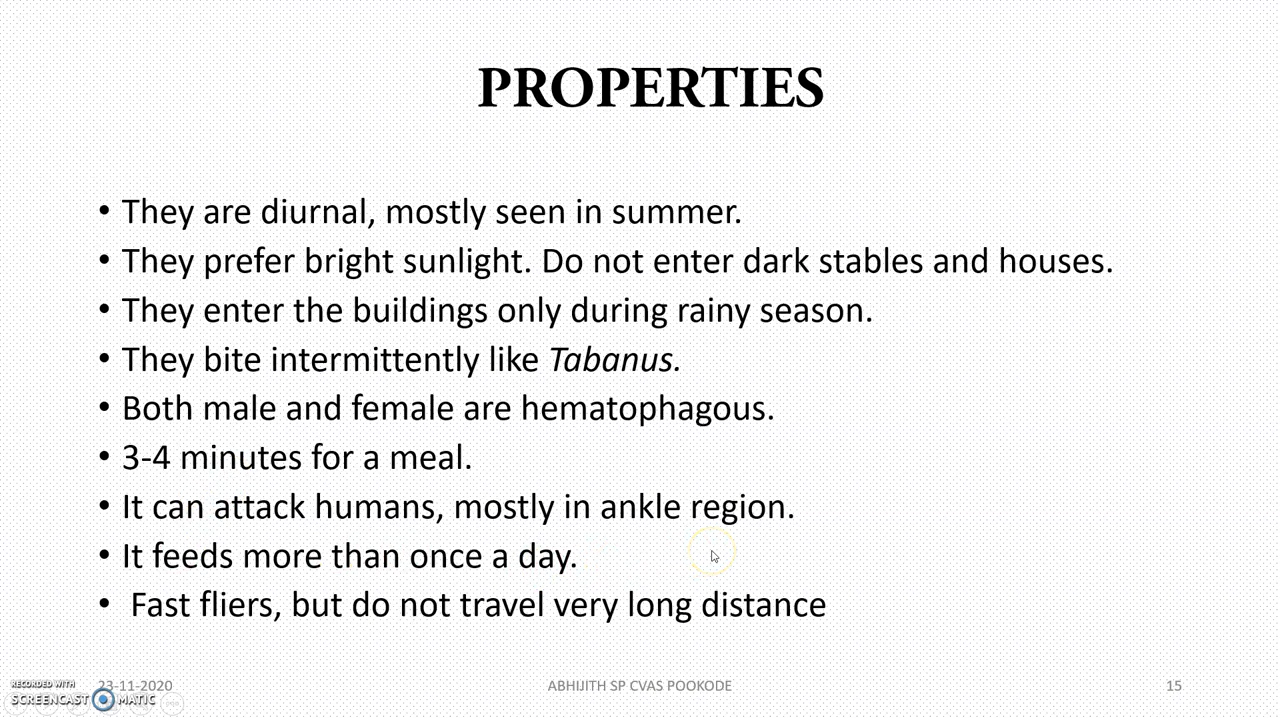 PROPERTIES
• They are diurnal, mostly seen in summer.
• They prefer bright sunlight. Do not enter dark stables and houses.
• They enter the buildings only during rainy season.
• They bite intermittently like Tabanus.
• Both male and female are hematophagous.
• 3-4 minutes for a meal.
• It can attack humans, mostly in ankle region.
• It feeds more than once a day.
• Fast fliers, but do not travel very long distance
RECORDED WITH
SCREENCAST MATIC
23-11-2020 ABHIJITH SP CVAS POOKODE 15